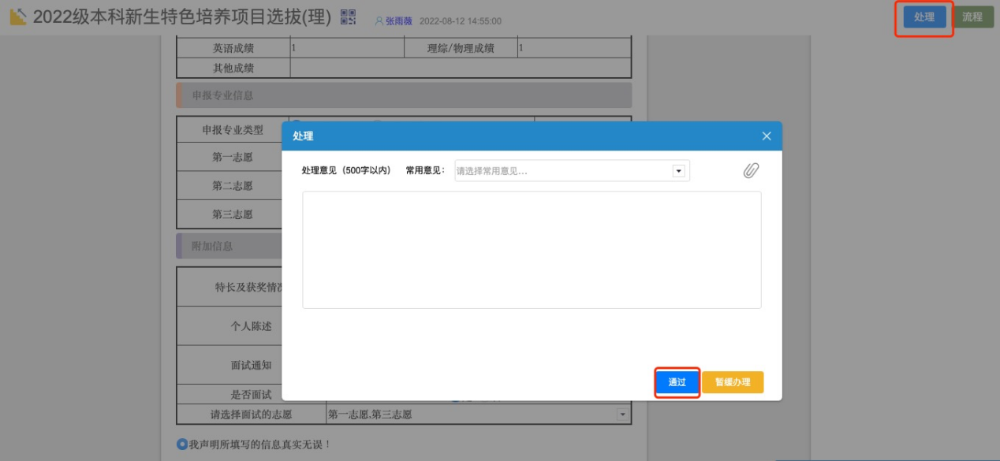 2022级本科新生特色培养项目选拔(理) 张雨薇 2022-08-12 14:55:00 处理 流程
英语成绩 1 理综/物理成绩 1
其他成绩
申报专业信息
申报专业类型
处理
第一志愿
处理意见（500字以内） 常用意见： 请选择常用意见...
第二志愿
第三志愿
附加信息
特长及获奖情
个人陈述
面试通知
通过 暂缓办理
是否面试
请选择面试的志愿 第一志愿,第三志愿
我声明所填写的信息真实无误！